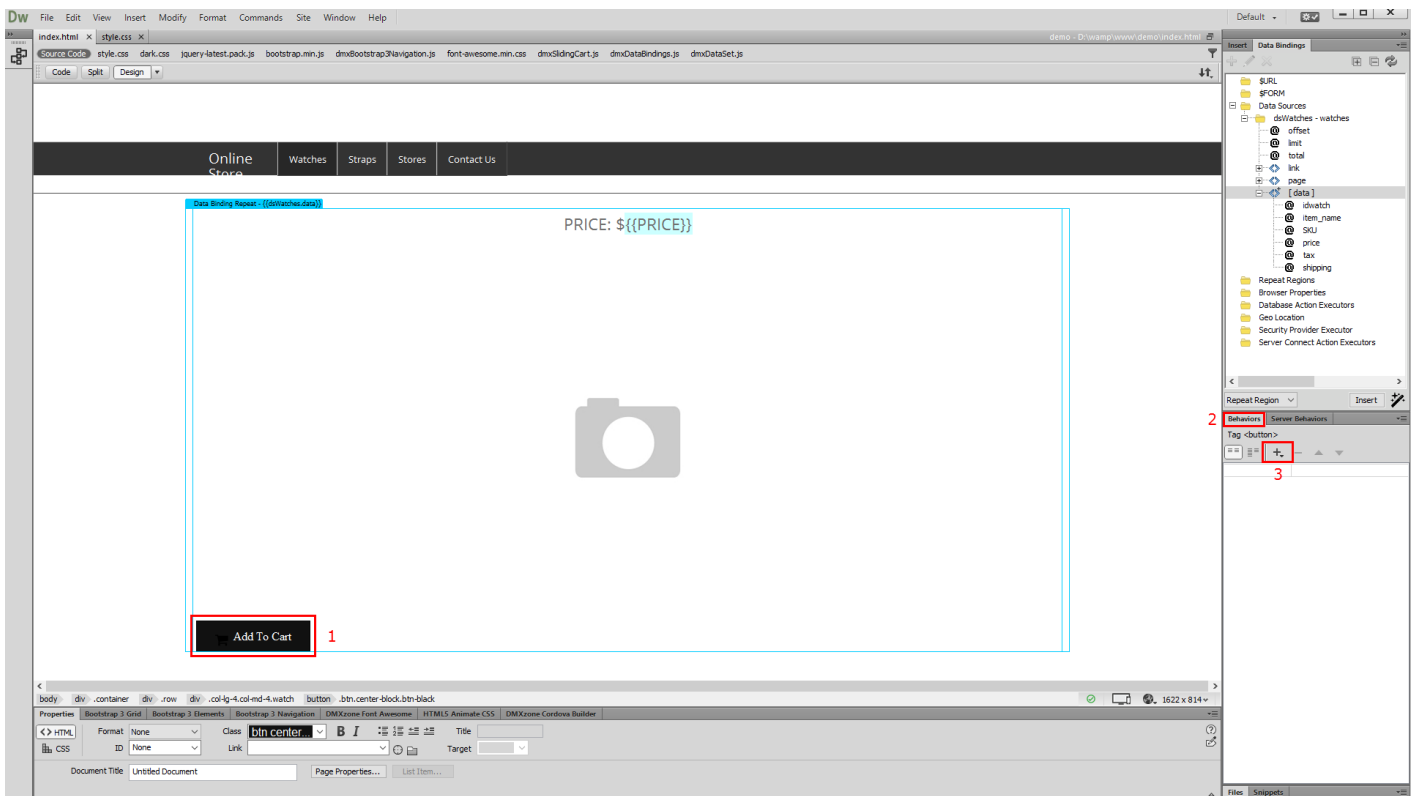 Dw File Edit View Insert Modify Format Commands Site Window Help Default X
index.html × style.css × demo - D:\wamp\www\demo\index.html
Source Code style.css dark.css jquery-latest.pack.js bootstrap.min.js dmxBootstrap3Navigation.js font-awesome.min.css dmxSlidingCart.js dmxDataBindings.js dmxDataSet.js
Code Split Design
Online Store
Watches Straps Stores Contact Us
Data Binding Repeat - {{dsWatches.data}}
PRICE: ${{PRICE}}
Add To Cart 1
body div .container div .row div .col-lg-4.col-md-4.watch button .btn.center-block.btn-black 1622 x 814
Properties Bootstrap 3 Grid Bootstrap 3 Elements Bootstrap 3 Navigation DMXzone Font Awesome HTML5 Animate CSS DMXzone Cordova Builder
<> HTML Format None Class btn center... B I Title
CSS ID None Link Target
Document Title Untitled Document Page Properties... List Item...
Insert Data Bindings
$URL
$FORM
Data Sources
dsWatches - watches
@ offset
@ limit
@ total
link
page
[ data ]
@ idwatch
@ item_name
@ SKU
@ price
@ tax
@ shipping
Repeat Regions
Browser Properties
Database Action Executors
Geo Location
Security Provider Executor
Server Connect Action Executors
Repeat Region Insert
2 Behaviors Server Behaviors
Tag <button>
3
Files Snippets